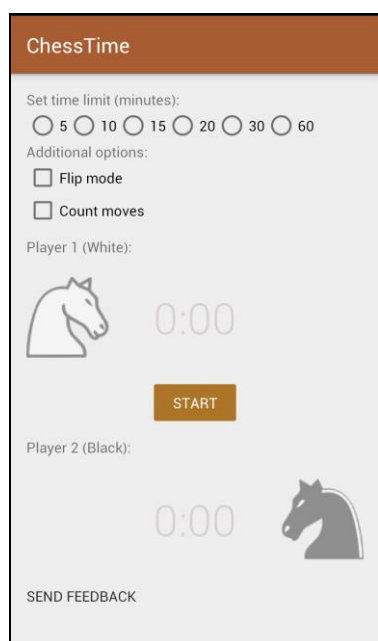 ChessTime
Set time limit (minutes):
5 10 15 20 30 60
Additional options:
Flip mode
Count moves
Player 1 (White):
0:00
START
Player 2 (Black):
0:00
SEND FEEDBACK